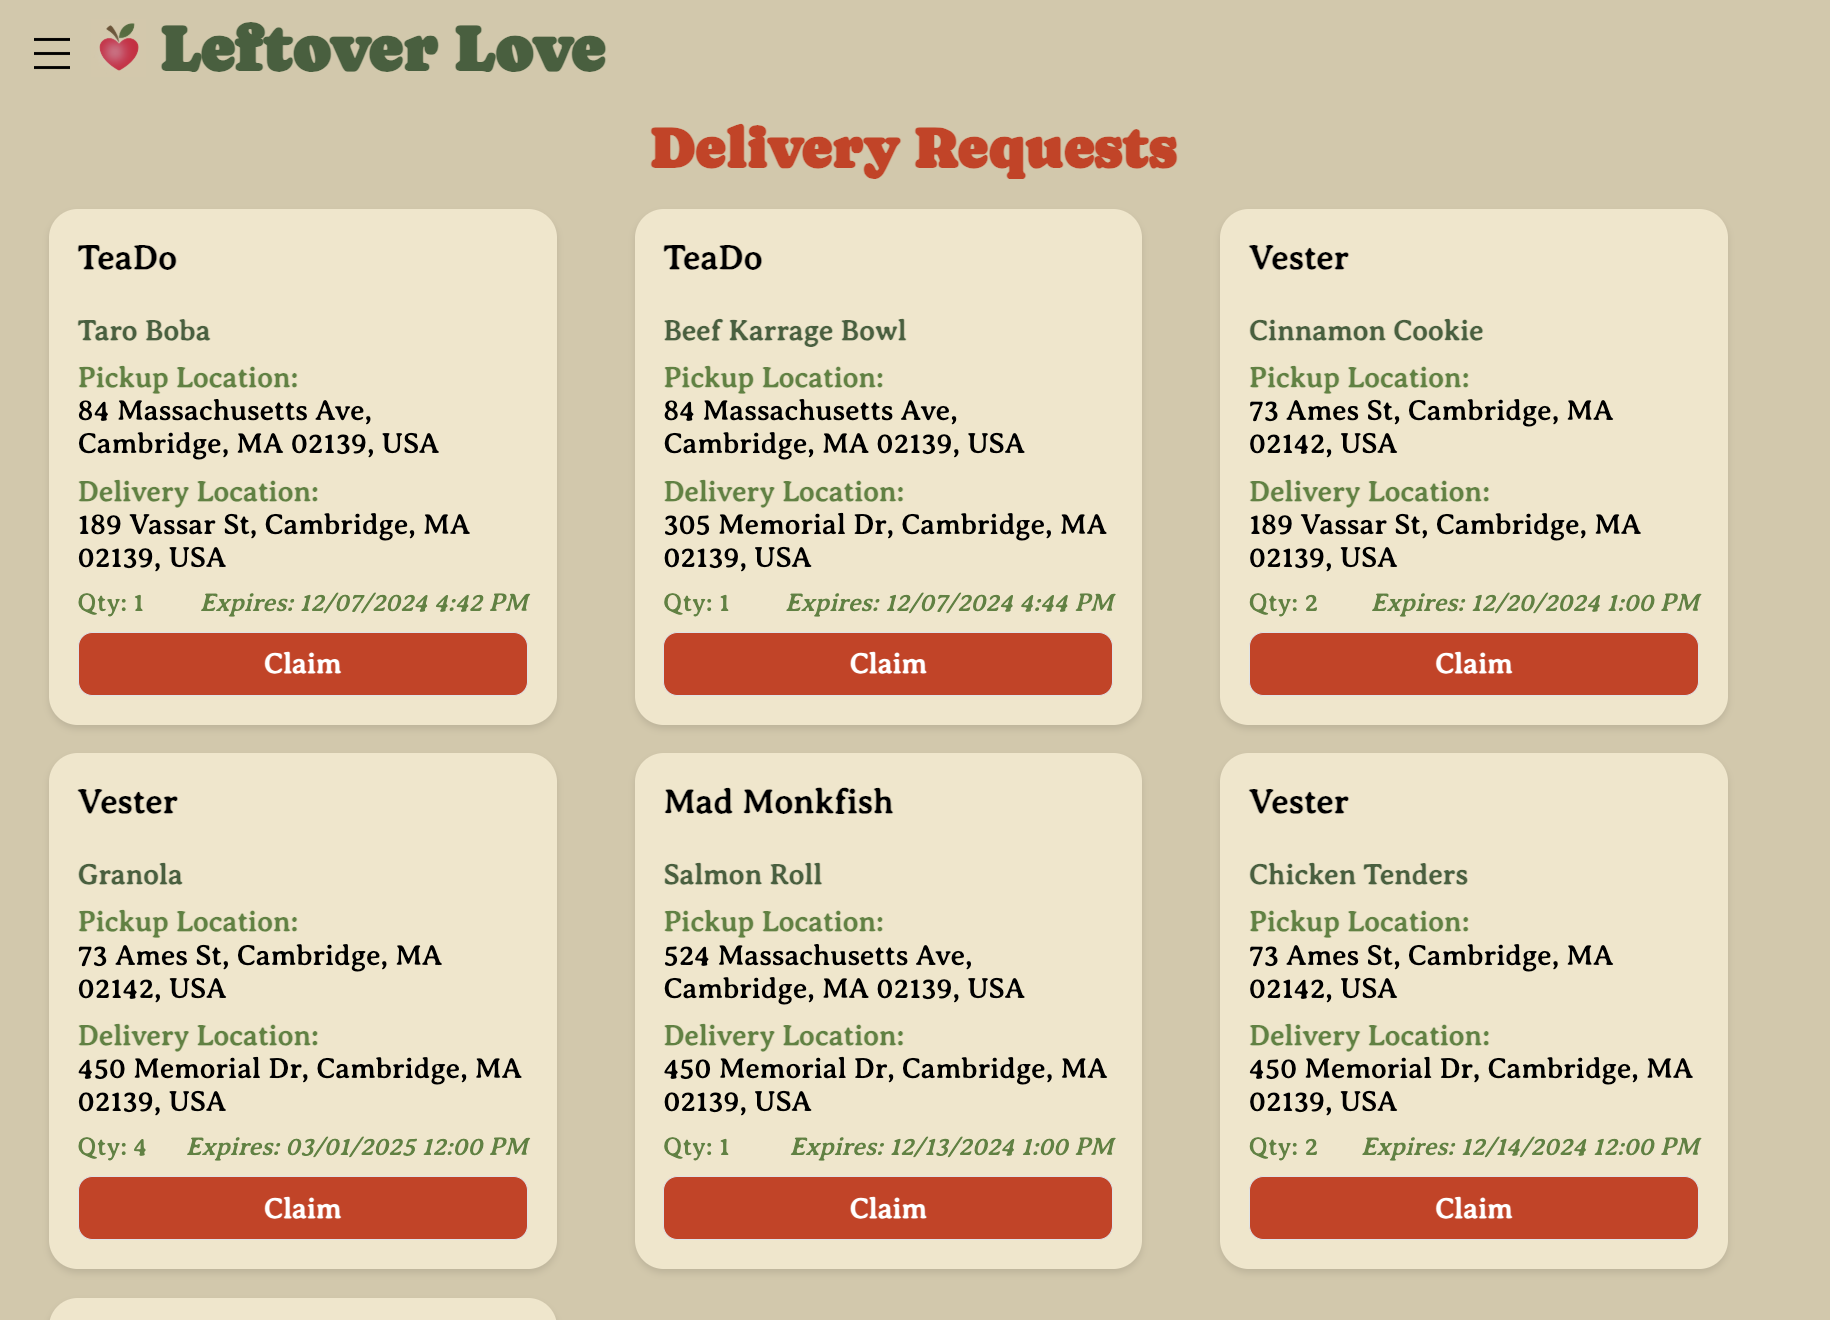 Leftover Love
Delivery Requests
TeaDo
Taro Boba
Pickup Location:
84 Massachusetts Ave,
Cambridge, MA 02139, USA
Delivery Location:
189 Vassar St, Cambridge, MA
02139, USA
Qty: 1 Expires: 12/07/2024 4:42 PM
Claim
TeaDo
Beef Karrage Bowl
Pickup Location:
84 Massachusetts Ave,
Cambridge, MA 02139, USA
Delivery Location:
305 Memorial Dr, Cambridge, MA
02139, USA
Qty: 1 Expires: 12/07/2024 4:44 PM
Claim
Vester
Cinnamon Cookie
Pickup Location:
73 Ames St, Cambridge, MA
02142, USA
Delivery Location:
189 Vassar St, Cambridge, MA
02139, USA
Qty: 2 Expires: 12/20/2024 1:00 PM
Claim
Vester
Granola
Pickup Location:
73 Ames St, Cambridge, MA
02142, USA
Delivery Location:
450 Memorial Dr, Cambridge, MA
02139, USA
Qty: 4 Expires: 03/01/2025 12:00 PM
Claim
Mad Monkfish
Salmon Roll
Pickup Location:
524 Massachusetts Ave,
Cambridge, MA 02139, USA
Delivery Location:
450 Memorial Dr, Cambridge, MA
02139, USA
Qty: 1 Expires: 12/13/2024 1:00 PM
Claim
Vester
Chicken Tenders
Pickup Location:
73 Ames St, Cambridge, MA
02142, USA
Delivery Location:
450 Memorial Dr, Cambridge, MA
02139, USA
Qty: 2 Expires: 12/14/2024 12:00 PM
Claim